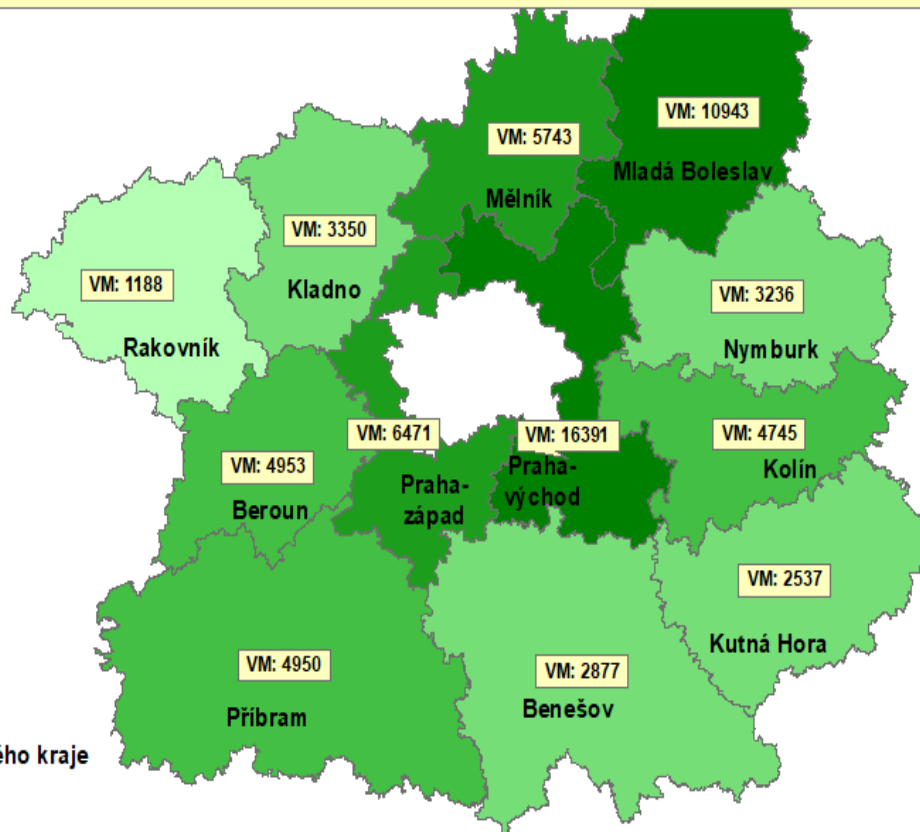 VM: 10943
Mladá Boleslav
VM: 5743
Mělník
VM: 3350
Kladno
VM: 1188
Rakovník
VM: 3236
Nymburk
VM: 6471
Praha-
západ
VM: 16391
Praha-
východ
VM: 4745
Kolín
VM: 4953
Beroun
VM: 2537
Kutná Hora
VM: 4950
Příbram
VM: 2877
Benešov
ého kraje